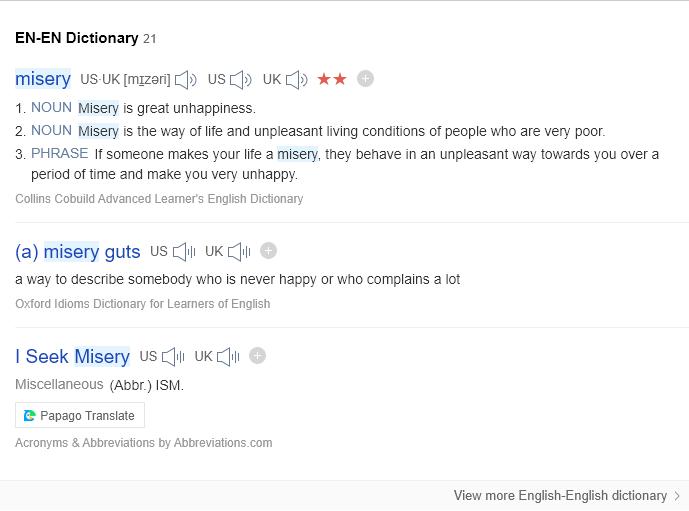 EN-EN Dictionary 21
misery US·UK [mɪzəri] US UK ★★
1. NOUN Misery is great unhappiness.
2. NOUN Misery is the way of life and unpleasant living conditions of people who are very poor.
3. PHRASE If someone makes your life a misery, they behave in an unpleasant way towards you over a
period of time and make you very unhappy.
Collins Cobuild Advanced Learner's English Dictionary
(a) misery guts US UK
a way to describe somebody who is never happy or who complains a lot
Oxford Idioms Dictionary for Learners of English
I Seek Misery US UK
Miscellaneous (Abbr.) ISM.
Papago Translate
Acronyms & Abbreviations by Abbreviations.com
View more English-English dictionary >